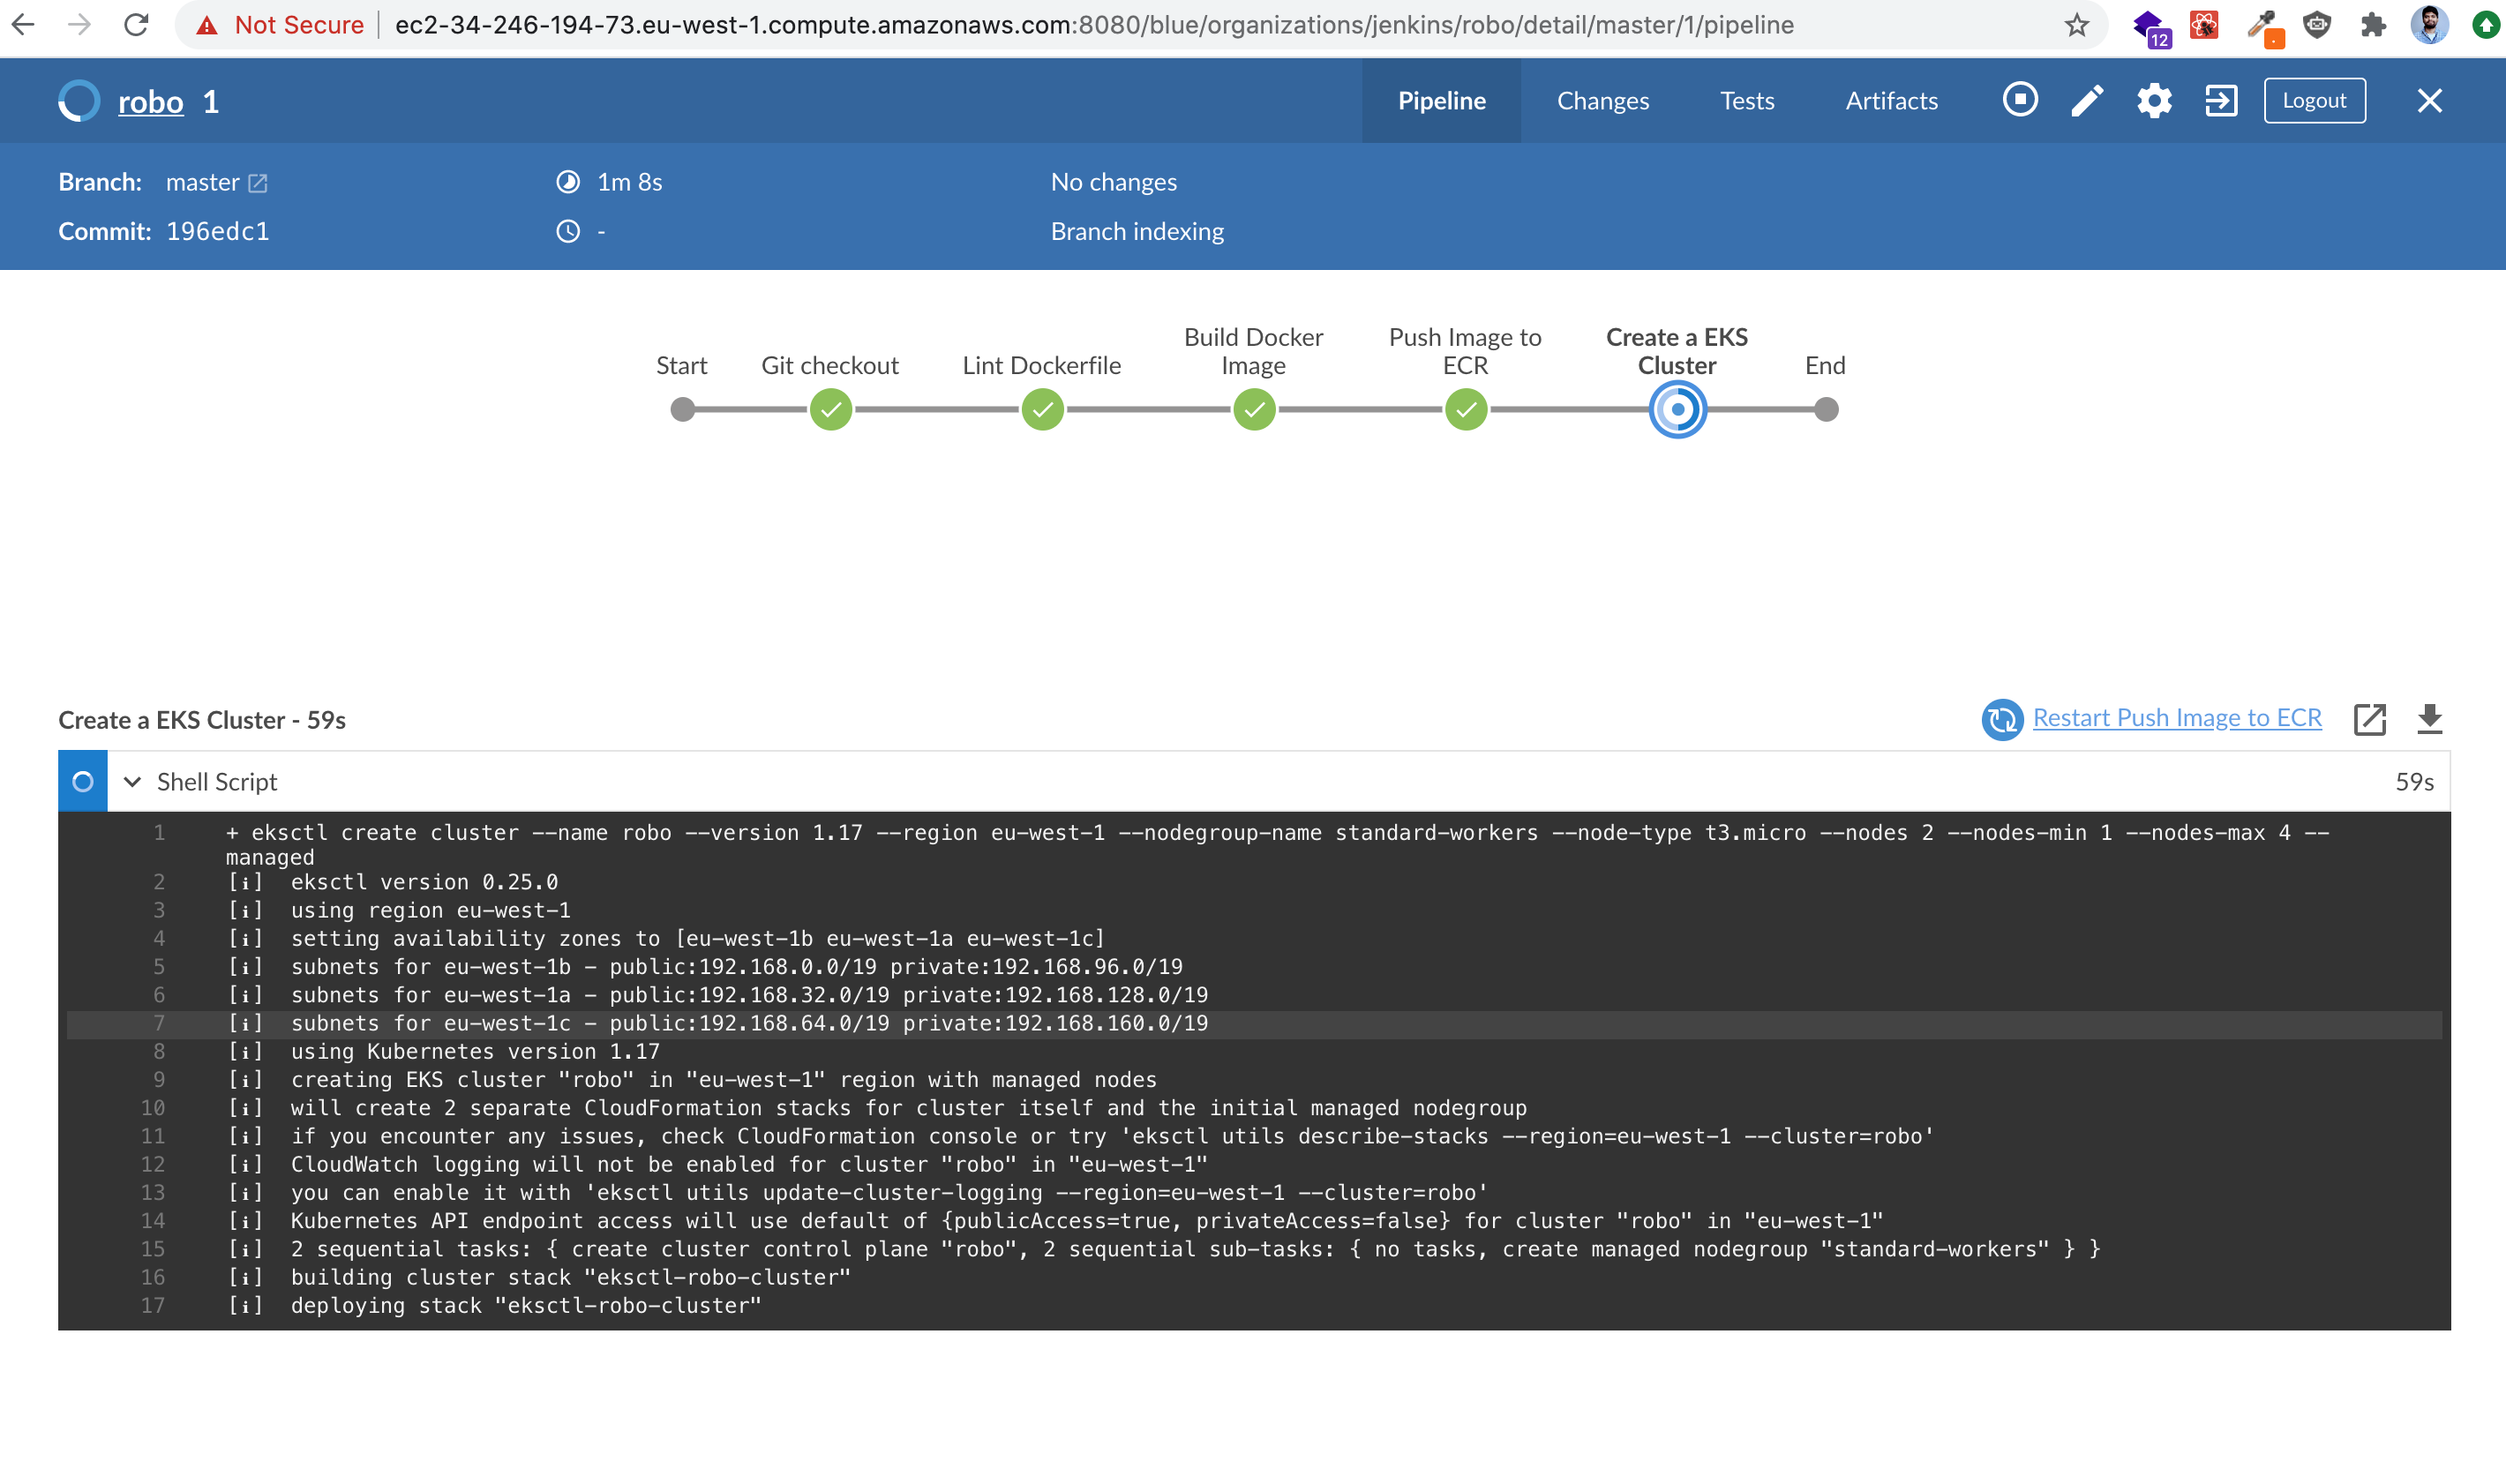 Not Secure | ec2-34-246-194-73.eu-west-1.compute.amazonaws.com:8080/blue/organizations/jenkins/robo/detail/master/1/pipeline
12
robo 1
Pipeline Changes Tests Artifacts Logout
Branch: master 1m 8s No changes
Commit: 196edc1 - Branch indexing
Start Git checkout Lint Dockerfile Build Docker Image Push Image to ECR Create a EKS Cluster End
Create a EKS Cluster - 59s Restart Push Image to ECR
Shell Script 59s
1 + eksctl create cluster --name robo --version 1.17 --region eu-west-1 --nodegroup-name standard-workers --node-type t3.micro --nodes 2 --nodes-min 1 --nodes-max 4 --
managed
2 [ℹ] eksctl version 0.25.0
3 [ℹ] using region eu-west-1
4 [ℹ] setting availability zones to [eu-west-1b eu-west-1a eu-west-1c]
5 [ℹ] subnets for eu-west-1b - public:192.168.0.0/19 private:192.168.96.0/19
6 [ℹ] subnets for eu-west-1a - public:192.168.32.0/19 private:192.168.128.0/19
7 [ℹ] subnets for eu-west-1c - public:192.168.64.0/19 private:192.168.160.0/19
8 [ℹ] using Kubernetes version 1.17
9 [ℹ] creating EKS cluster "robo" in "eu-west-1" region with managed nodes
10 [ℹ] will create 2 separate CloudFormation stacks for cluster itself and the initial managed nodegroup
11 [ℹ] if you encounter any issues, check CloudFormation console or try 'eksctl utils describe-stacks --region=eu-west-1 --cluster=robo'
12 [ℹ] CloudWatch logging will not be enabled for cluster "robo" in "eu-west-1"
13 [ℹ] you can enable it with 'eksctl utils update-cluster-logging --region=eu-west-1 --cluster=robo'
14 [ℹ] Kubernetes API endpoint access will use default of {publicAccess=true, privateAccess=false} for cluster "robo" in "eu-west-1"
15 [ℹ] 2 sequential tasks: { create cluster control plane "robo", 2 sequential sub-tasks: { no tasks, create managed nodegroup "standard-workers" } }
16 [ℹ] building cluster stack "eksctl-robo-cluster"
17 [ℹ] deploying stack "eksctl-robo-cluster"